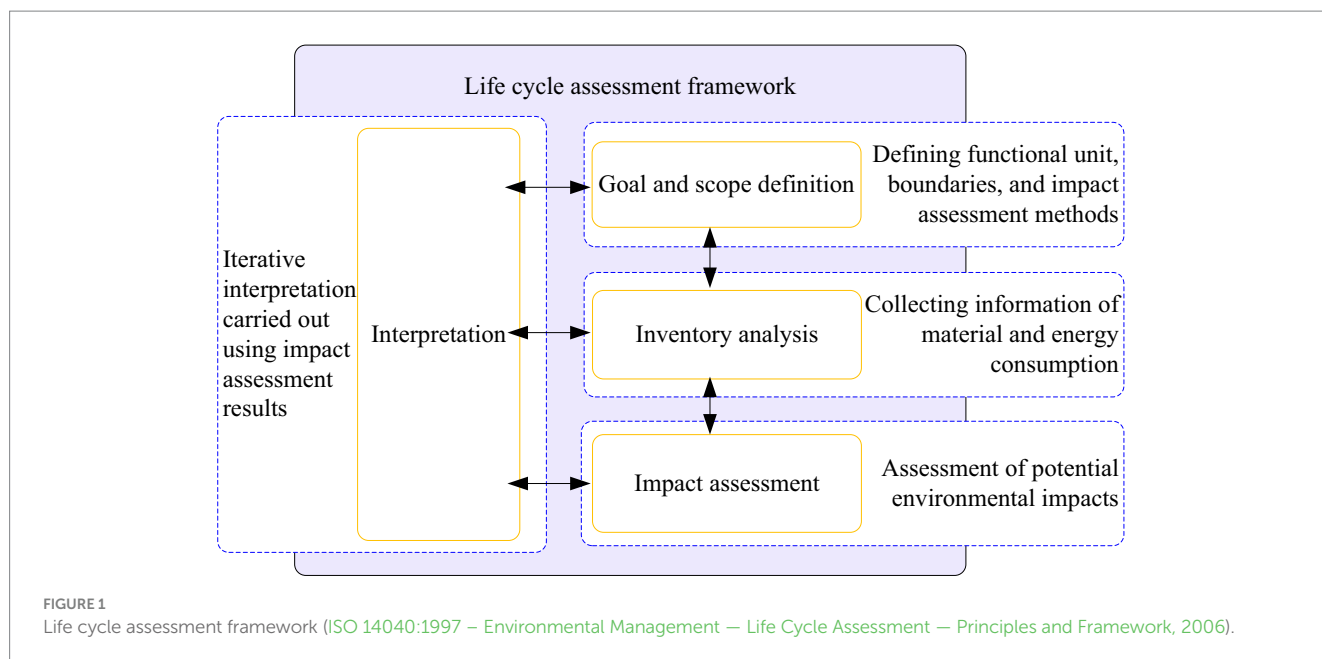 Life cycle assessment framework
Iterative
interpretation
carried out
using impact
assessment
results
Interpretation
Goal and scope definition
Defining functional unit,
boundaries, and impact
assessment methods
Inventory analysis
Collecting information of
material and energy
consumption
Impact assessment
Assessment of potential
environmental impacts
FIGURE 1
Life cycle assessment framework (ISO 14040:1997 – Environmental Management — Life Cycle Assessment — Principles and Framework, 2006).